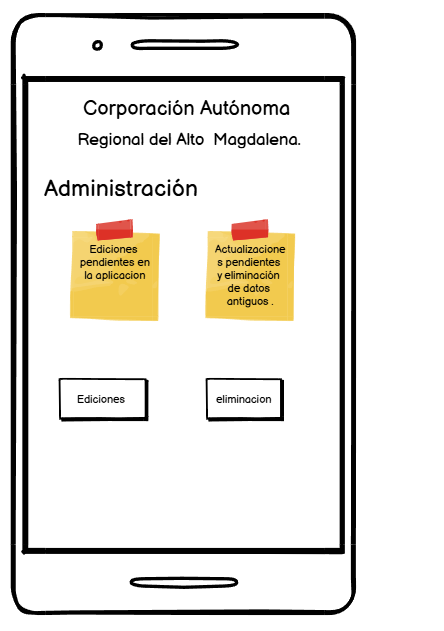 Corporación Autónoma
Regional del Alto Magdalena.
Administración
Ediciones
pendientes en
la aplicacion
Actualizacione
s pendientes
y eliminación
de datos
antiguos .
Ediciones
eliminacion